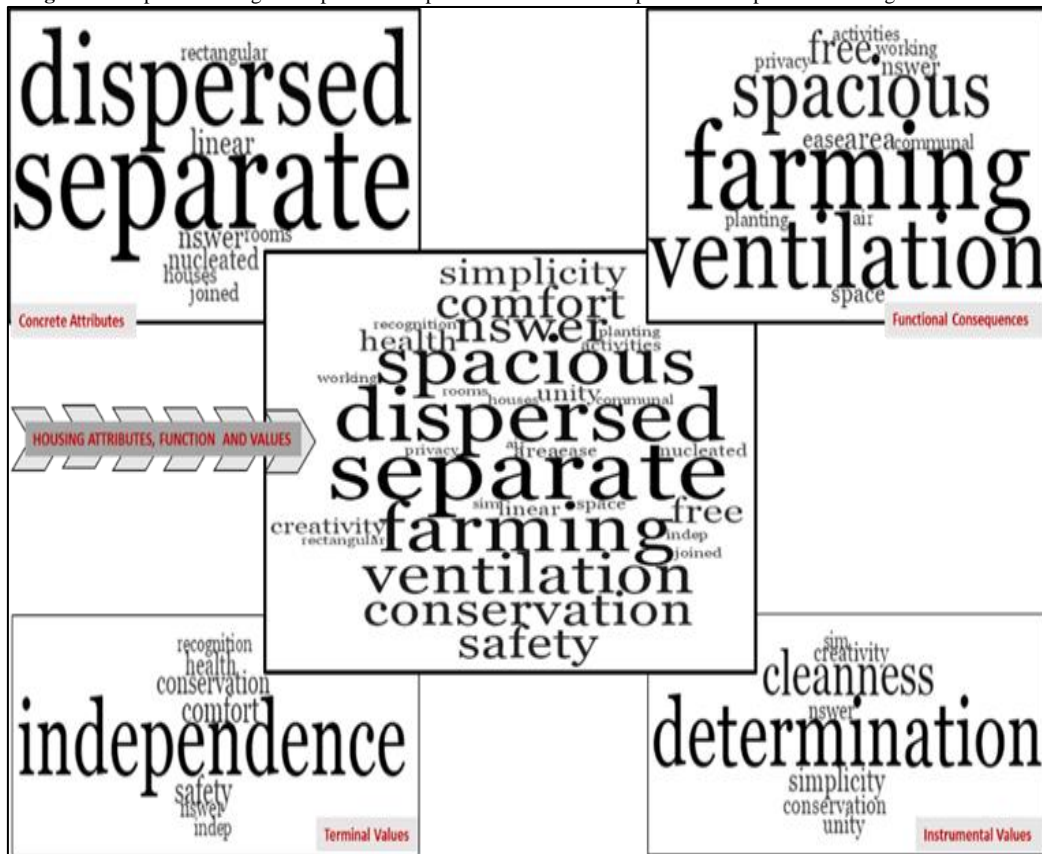 dispersed
rectangular
linear
separate
nswer rooms
nucleated
houses
joined
Concrete Attributes
activities
free working
privacy nswer
spacious
ease area communal
farming
planting air
ventilation
space
Functional Consequences
simplicity
comfort
recognition nswer planting
health activities
spacious
working
rooms houses unity communal
dispersed
privacy air free ease nucleated
separate
sim linear space free
creativity farming indep
rectangular joined
ventilation
conservation
safety
HOUSING ATTRIBUTES, FUNCTION AND VALUES
recognition
health
conservation
comfort
independence
safety
nswer
indep
Terminal Values
sim
creativity
cleanness
nswer
determination
simplicity
conservation
unity
Instrumental Values